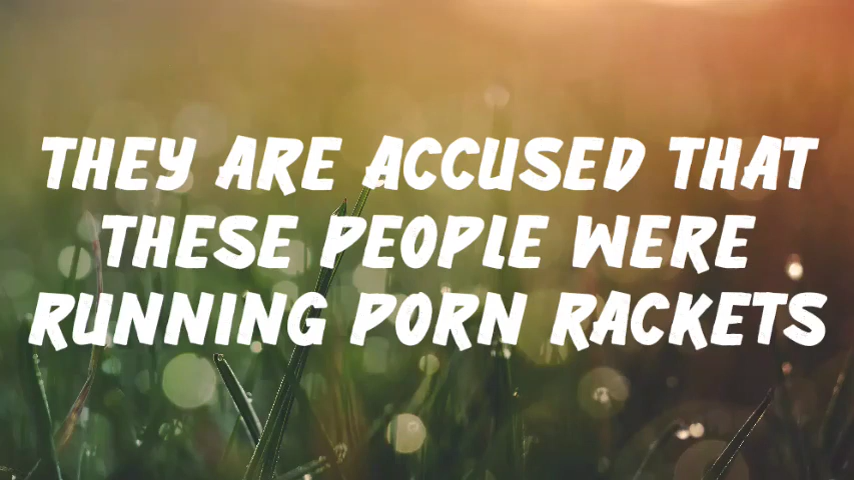 THEY ARE ACCUSED THAT
THESE PEOPLE WERE
RUNNING PORN RACKETS